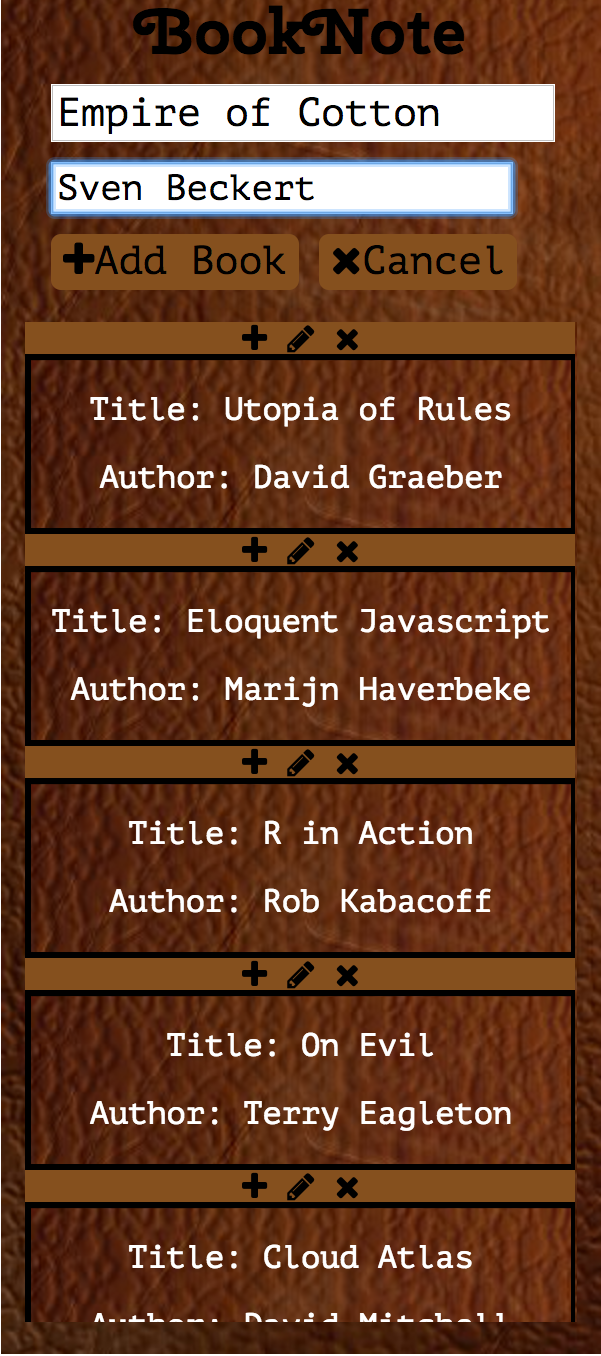 BookNote
Empire of Cotton
Sven Beckert
Add Book Cancel
Title: Utopia of Rules
Author: David Graeber
Title: Eloquent Javascript
Author: Marijn Haverbeke
Title: R in Action
Author: Rob Kabacoff
Title: On Evil
Author: Terry Eagleton
Title: Cloud Atlas
Author: David Mitchell